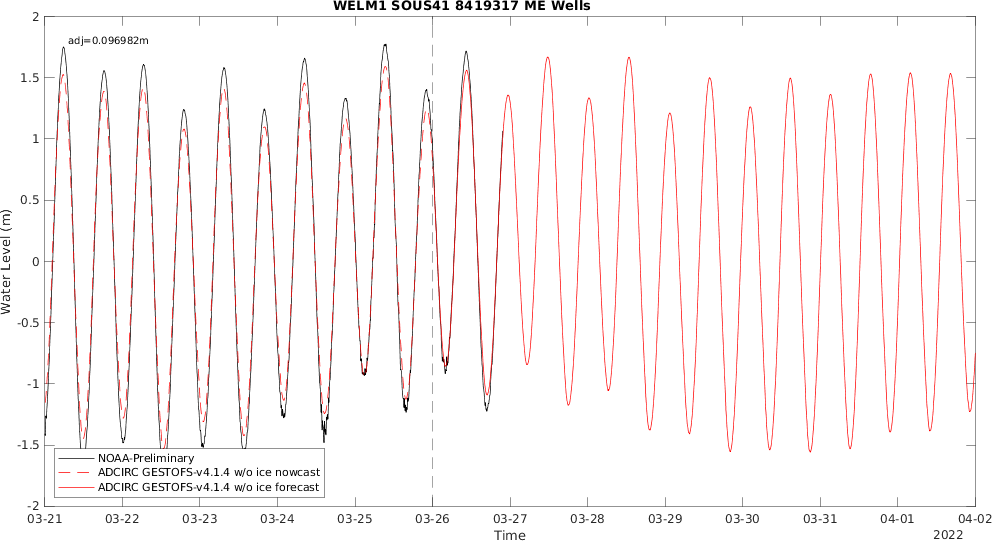 WELM1 SOUS41 8419317 ME Wells
adj=0.096982m
2
1.5
1
0.5
0
-0.5
-1
-1.5
-2
Water Level (m)
NOAA-Preliminary
ADCIRC GESTOFS-v4.1.4 w/o ice nowcast
ADCIRC GESTOFS-v4.1.4 w/o ice forecast
03-21 03-22 03-23 03-24 03-25 03-26 03-27 03-28 03-29 03-30 03-31 04-01 04-02
Time
2022